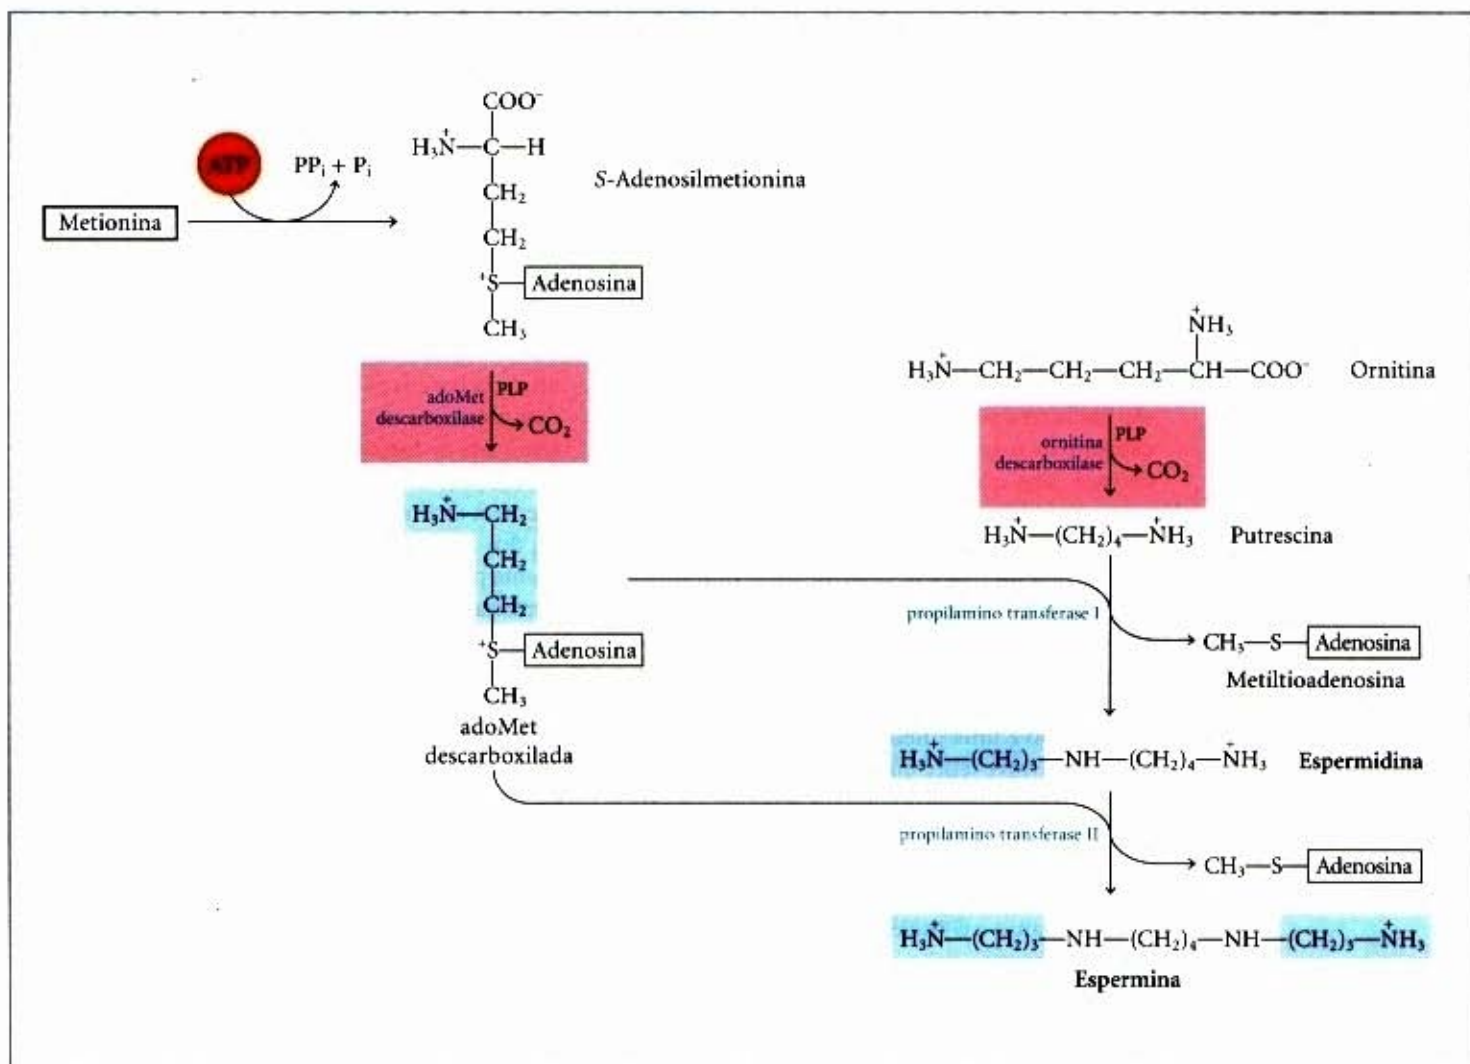 COO⁻
H₃N⁺—C—H
CH₂
CH₂
⁺S—Adenosina
CH₃
S-Adenosilmetionina
ATP
PPᵢ + Pᵢ
Metionina
adoMet
descarboxilase
PLP
CO₂
H₃N⁺—CH₂
CH₂
CH₂
⁺S—Adenosina
CH₃
adoMet
descarboxilada
⁺NH₃
H₃N⁺—CH₂—CH₂—CH₂—CH—COO⁻ Ornitina
ornitina
descarboxilase
PLP
CO₂
H₃N⁺—(CH₂)₄—⁺NH₃ Putrescina
propilamino transferase I
CH₃—S—Adenosina
Metiltioadenosina
H₃N⁺—(CH₂)₃—NH—(CH₂)₄—⁺NH₃ Espermidina
propilamino transferase II
CH₃—S—Adenosina
H₃N⁺—(CH₂)₃—NH—(CH₂)₄—NH—(CH₂)₃—⁺NH₃
Espermina